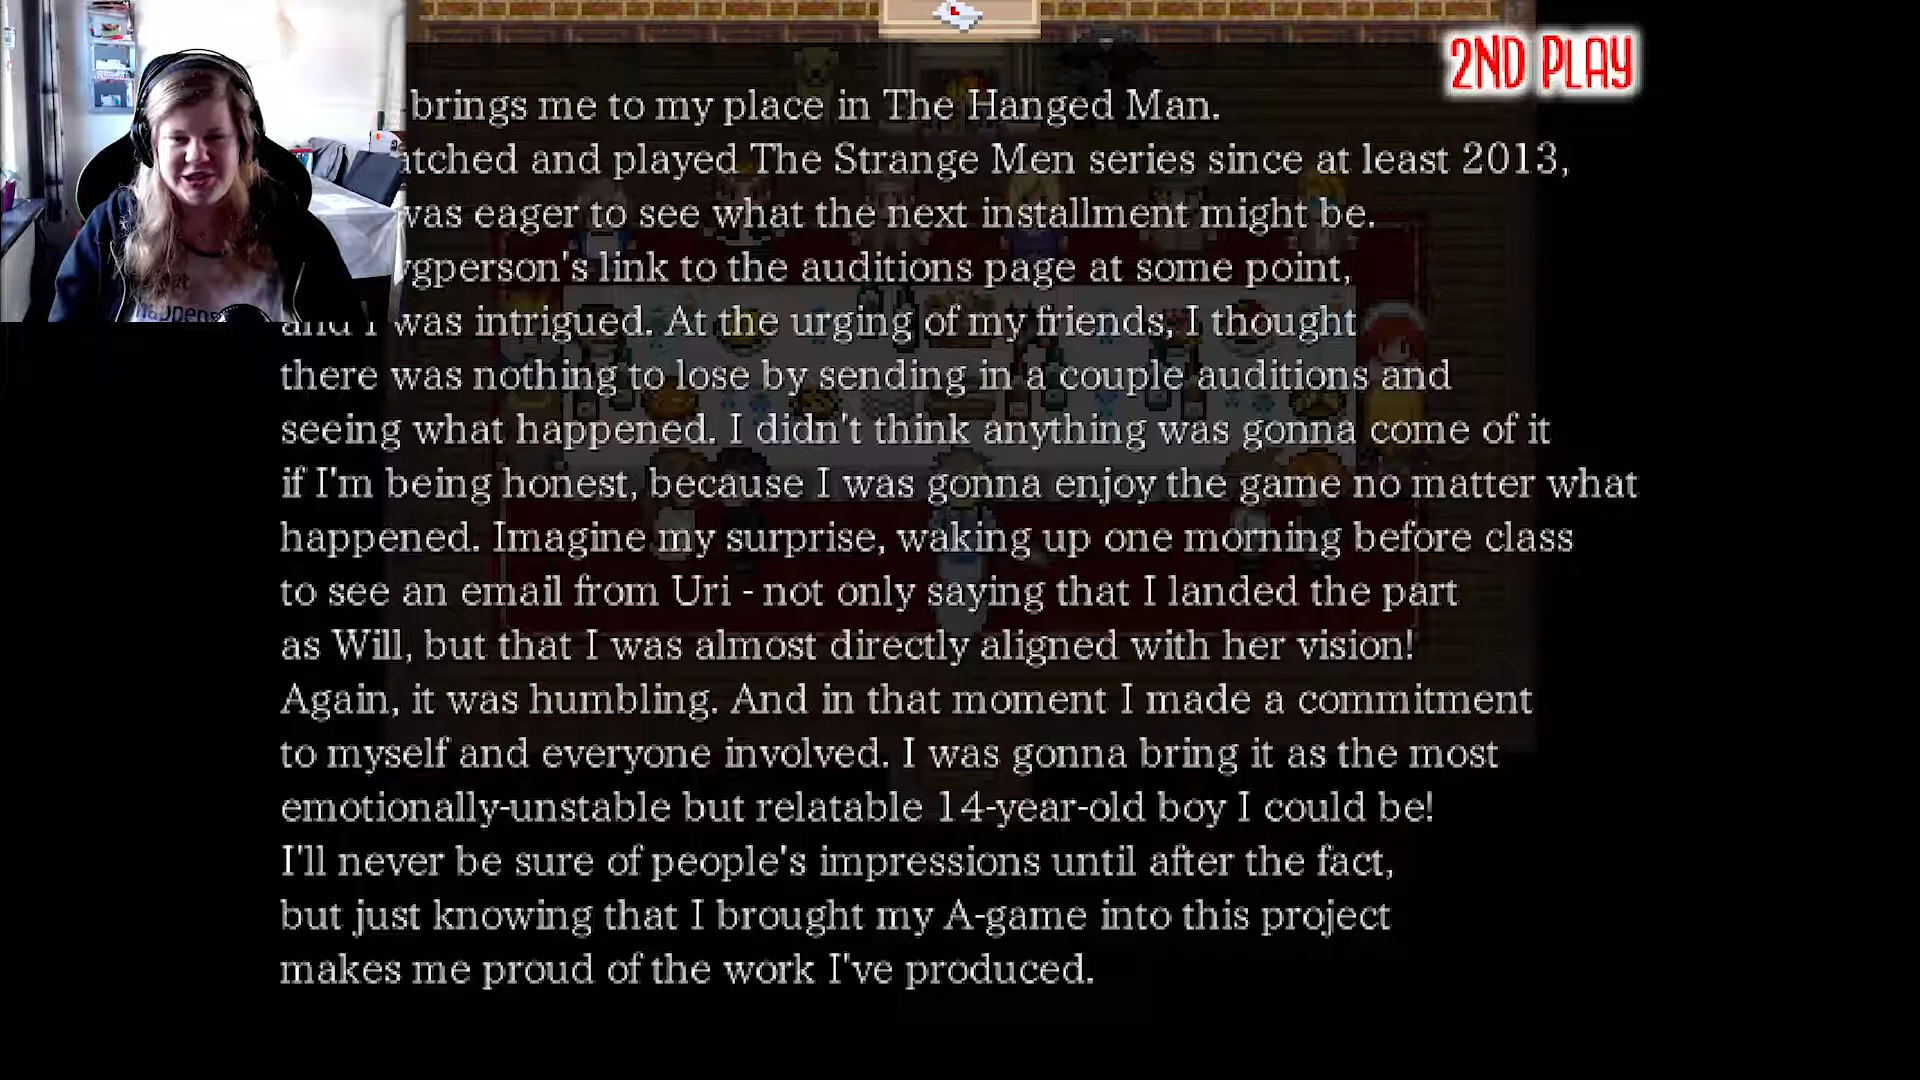 2ND PLAY
brings me to my place in The Hanged Man.
and played The Strange Men series since at least 2013,
was eager to see what the next installment might be.
link to the auditions page at some point,
and I was intrigued. At the urging of my friends, I thought
there was nothing to lose by sending in a couple auditions and
seeing what happened. I didn't think anything was gonna come of it
if I'm being honest, because I was gonna enjoy the game no matter what
happened. Imagine my surprise, waking up one morning before class
to see an email from Uri - not only saying that I landed the part
as Will, but that I was almost directly aligned with her vision!
Again, it was humbling. And in that moment I made a commitment
to myself and everyone involved. I was gonna bring it as the most
emotionally-unstable but relatable 14-year-old boy I could be!
I'll never be sure of people's impressions until after the fact,
but just knowing that I brought my A-game into this project
makes me proud of the work I've produced.